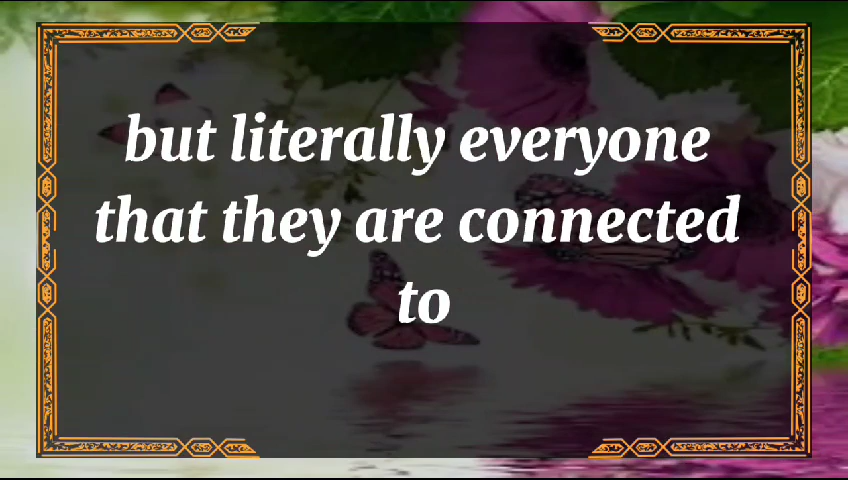 but literally everyone
that they are connected
to